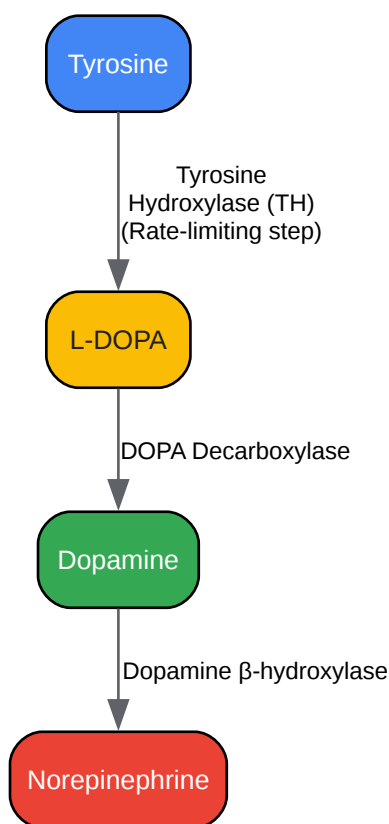 Tyrosine
Tyrosine
Hydroxylase (TH)
(Rate-limiting step)
L-DOPA
DOPA Decarboxylase
Dopamine
Dopamine β-hydroxylase
Norepinephrine